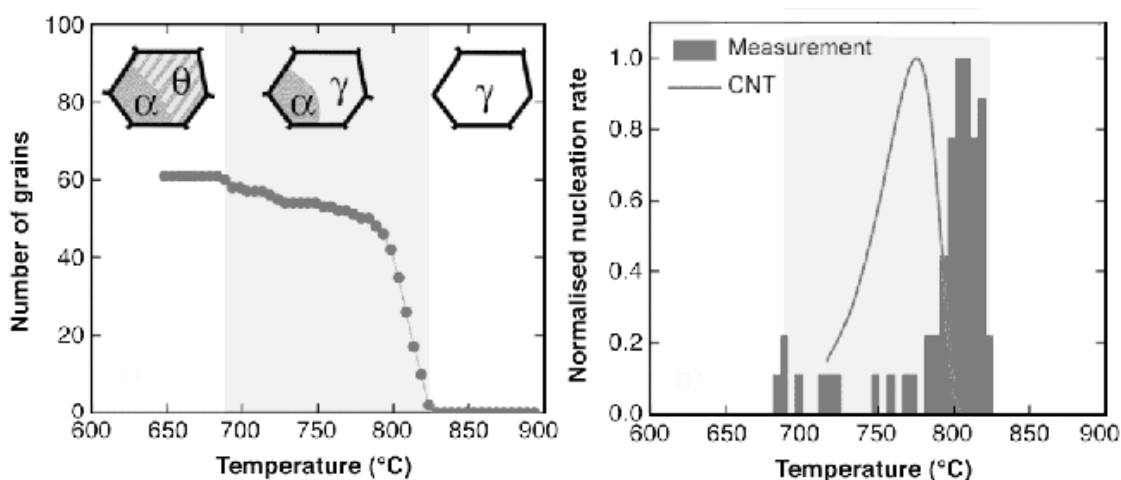 100
80
60
40
20
0
Number of grains
α
θ
α
γ
γ
600
650
700
750
800
850
900
Temperature (°C)
1.0
0.8
0.6
0.4
0.2
0.0
Normalised nucleation rate
Measurement
CNT
600
650
700
750
800
850
900
Temperature (°C)